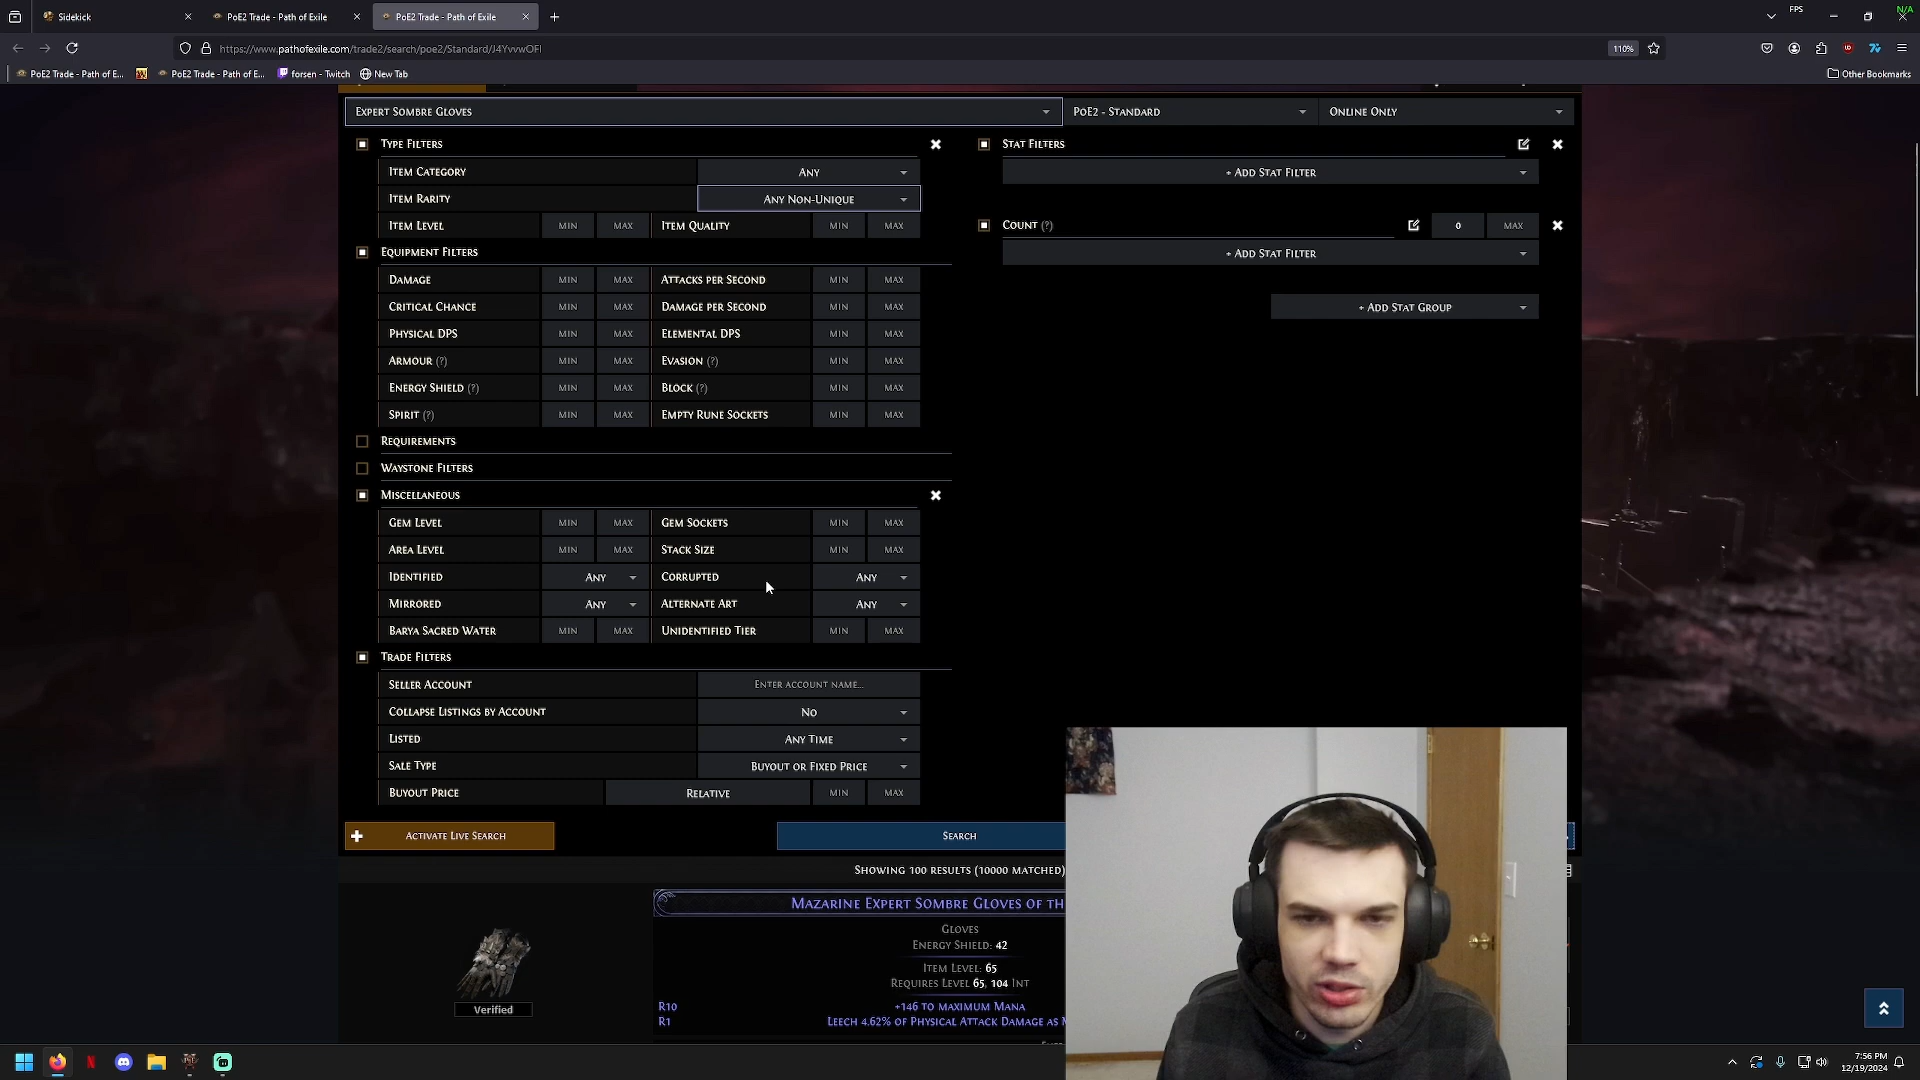 Sidekick
PoE2 Trade - Path of Exile
PoE2 Trade - Path of Exile
FPS
N/A
https://www.pathofexile.com/trade2/search/poe2/Standard/J4YvvwOFI
110%
PoE2 Trade - Path of E...
PoE2 Trade - Path of E...
forsen - Twitch
New Tab
Other Bookmarks
Expert Sombre Gloves
PoE2 - Standard
Online Only
Type Filters
Item Category
Any
Item Rarity
Any Non-Unique
Item Level MIN MAX Item Quality MIN MAX
Equipment Filters
Damage MIN MAX Attacks per Second MIN MAX
Critical Chance MIN MAX Damage per Second MIN MAX
Physical DPS MIN MAX Elemental DPS MIN MAX
Armour (?) MIN MAX Evasion (?) MIN MAX
Energy Shield (?) MIN MAX Block (?) MIN MAX
Spirit (?) MIN MAX Empty Rune Sockets MIN MAX
Requirements
Waystone Filters
Miscellaneous
Gem Level MIN MAX Gem Sockets MIN MAX
Area Level MIN MAX Stack Size MIN MAX
Identified Any Corrupted Any
Mirrored Any Alternate Art Any
Barya Sacred Water MIN MAX Unidentified Tier MIN MAX
Trade Filters
Seller Account Enter account name...
Collapse Listings by Account No
Listed Any Time
Sale Type Buyout or Fixed Price
Buyout Price Relative MIN MAX
Stat Filters
+ Add Stat Filter
Count (?) 0 MAX
+ Add Stat Filter
+ Add Stat Group
Activate Live Search
Search
Showing 100 results (10000 matched)
Mazarine Expert Sombre Gloves of th
Gloves
Energy Shield: 42
Item Level: 65
Requires Level 65, 104 Int
R10 +146 to maximum Mana
R1 Leech 4.62% of Physical Attack Damage as
Verified
7:56 PM
12/19/2024